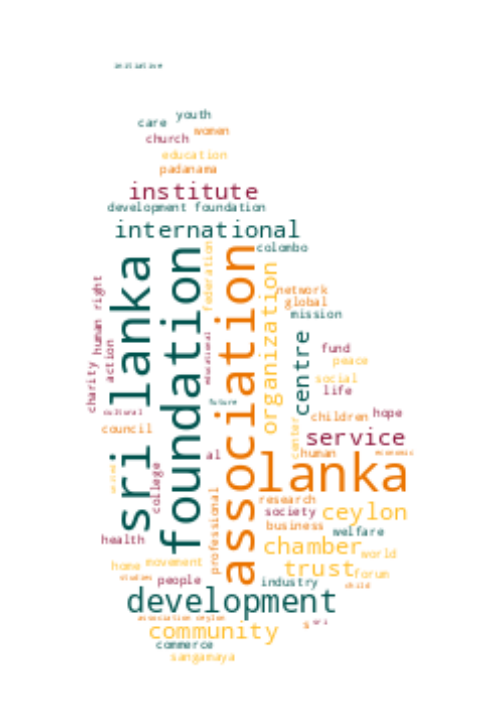 initiative
youth
care
women
church
education
padanama
institute
development foundation
international
colombo
sri lanka
foundation
association
federation
organization
network
global
mission
human right
charity
action
educational
centre
fund
peace
social
life
future
cultural
children
hope
council
center
service
human
economic
al
lanka
united
college
professional
research
society
ceylon
business
welfare
health
chamber
world
home
movement
trust
forum
studies
people
industry
child
development
association ceylon
s
sri
community
commerce
sangamaya